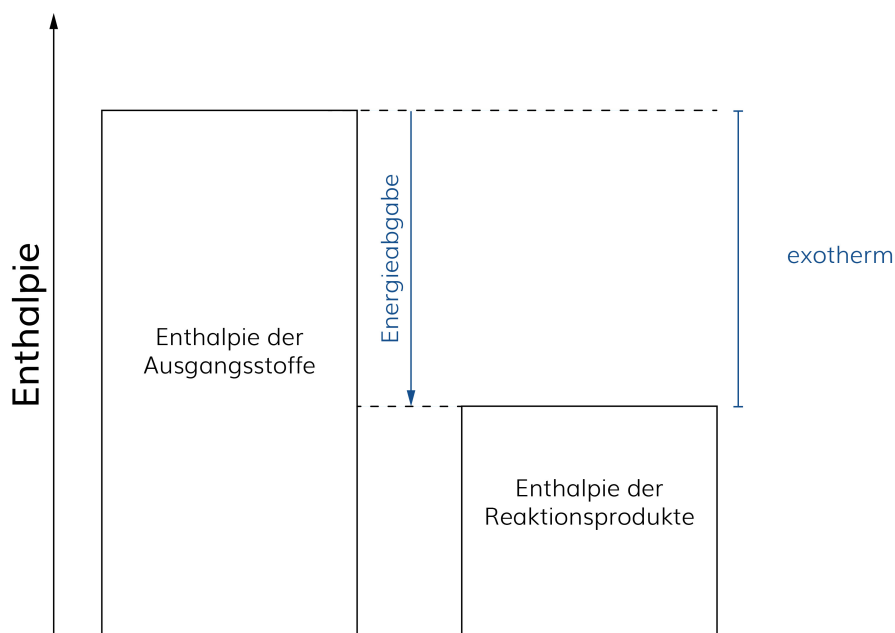 Enthalpie
Enthalpie der
Ausgangsstoffe
Energieabgabe
exotherm
Enthalpie der
Reaktionsprodukte